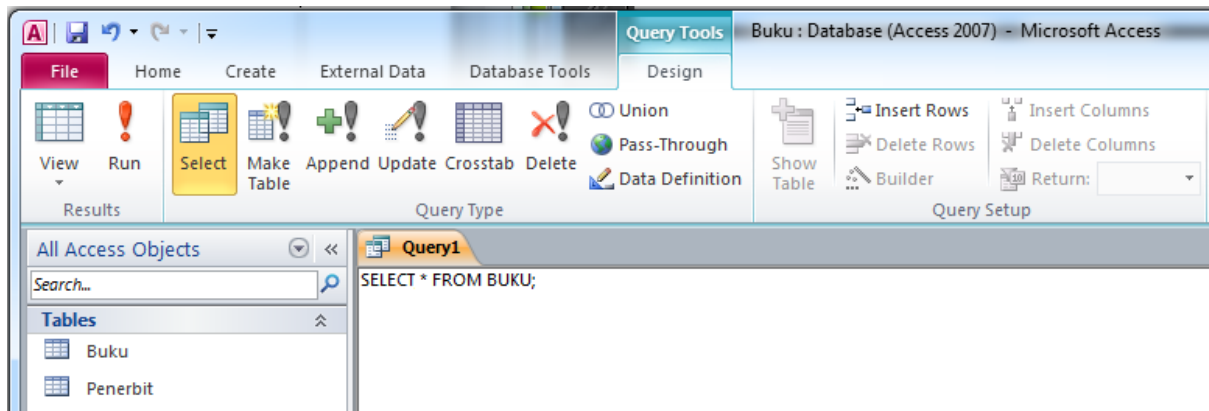 A
Query Tools
Buku : Database (Access 2007) - Microsoft Access
File Home Create External Data Database Tools Design
View
Run
Select
Make
Table
Append
Update
Crosstab
Delete
Union
Pass-Through
Data Definition
Show
Table
Insert Rows
Delete Rows
Builder
Insert Columns
Delete Columns
Return:
Results
Query Type
Query Setup
All Access Objects
Query1
Search...
SELECT * FROM BUKU;
Tables
Buku
Penerbit